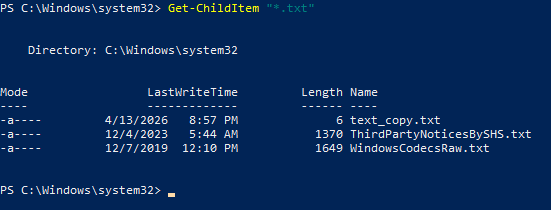 PS C:\Windows\system32> Get-ChildItem "*.txt"
Directory: C:\Windows\system32
Mode LastWriteTime Length Name
---- ------------- ------ ----
-a---- 4/13/2026 8:57 PM 6 text_copy.txt
-a---- 12/4/2023 5:44 AM 1370 ThirdPartyNoticesBySHS.txt
-a---- 12/7/2019 12:10 PM 1649 WindowsCodecsRaw.txt
PS C:\Windows\system32>